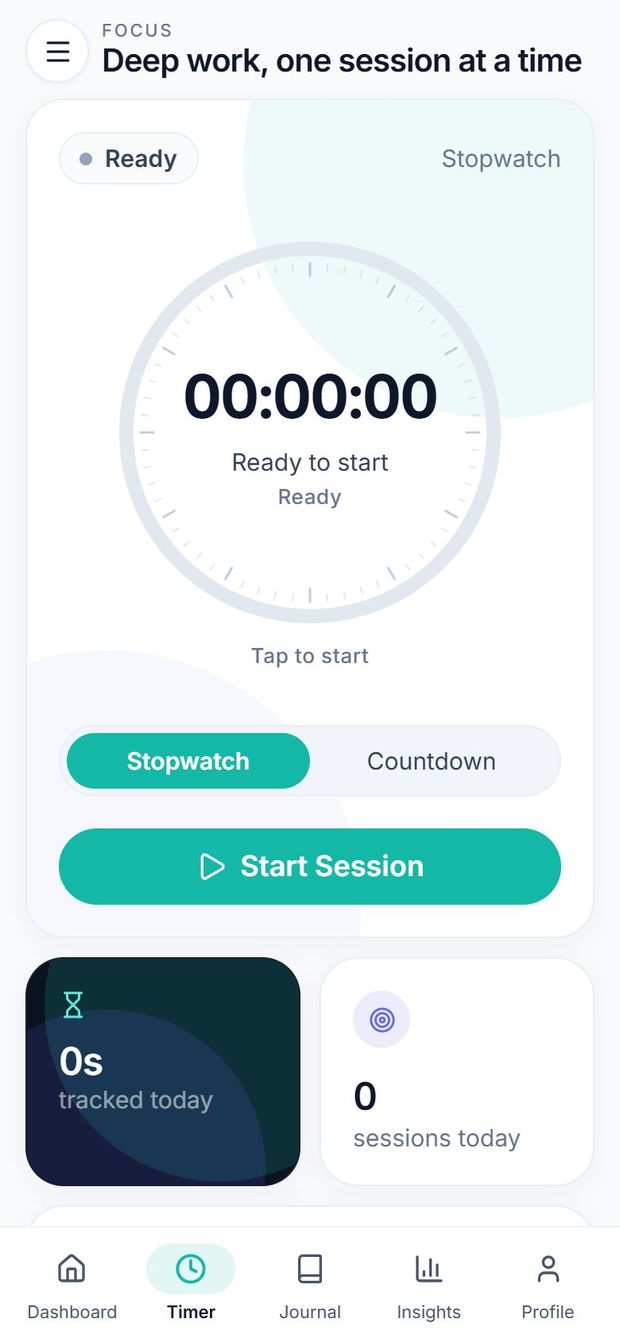 FOCUS
Deep work, one session at a time
Ready
Stopwatch
00:00:00
Ready to start
Ready
Tap to start
Stopwatch
Countdown
Start Session
0s
tracked today
0
sessions today
Dashboard
Timer
Journal
Insights
Profile